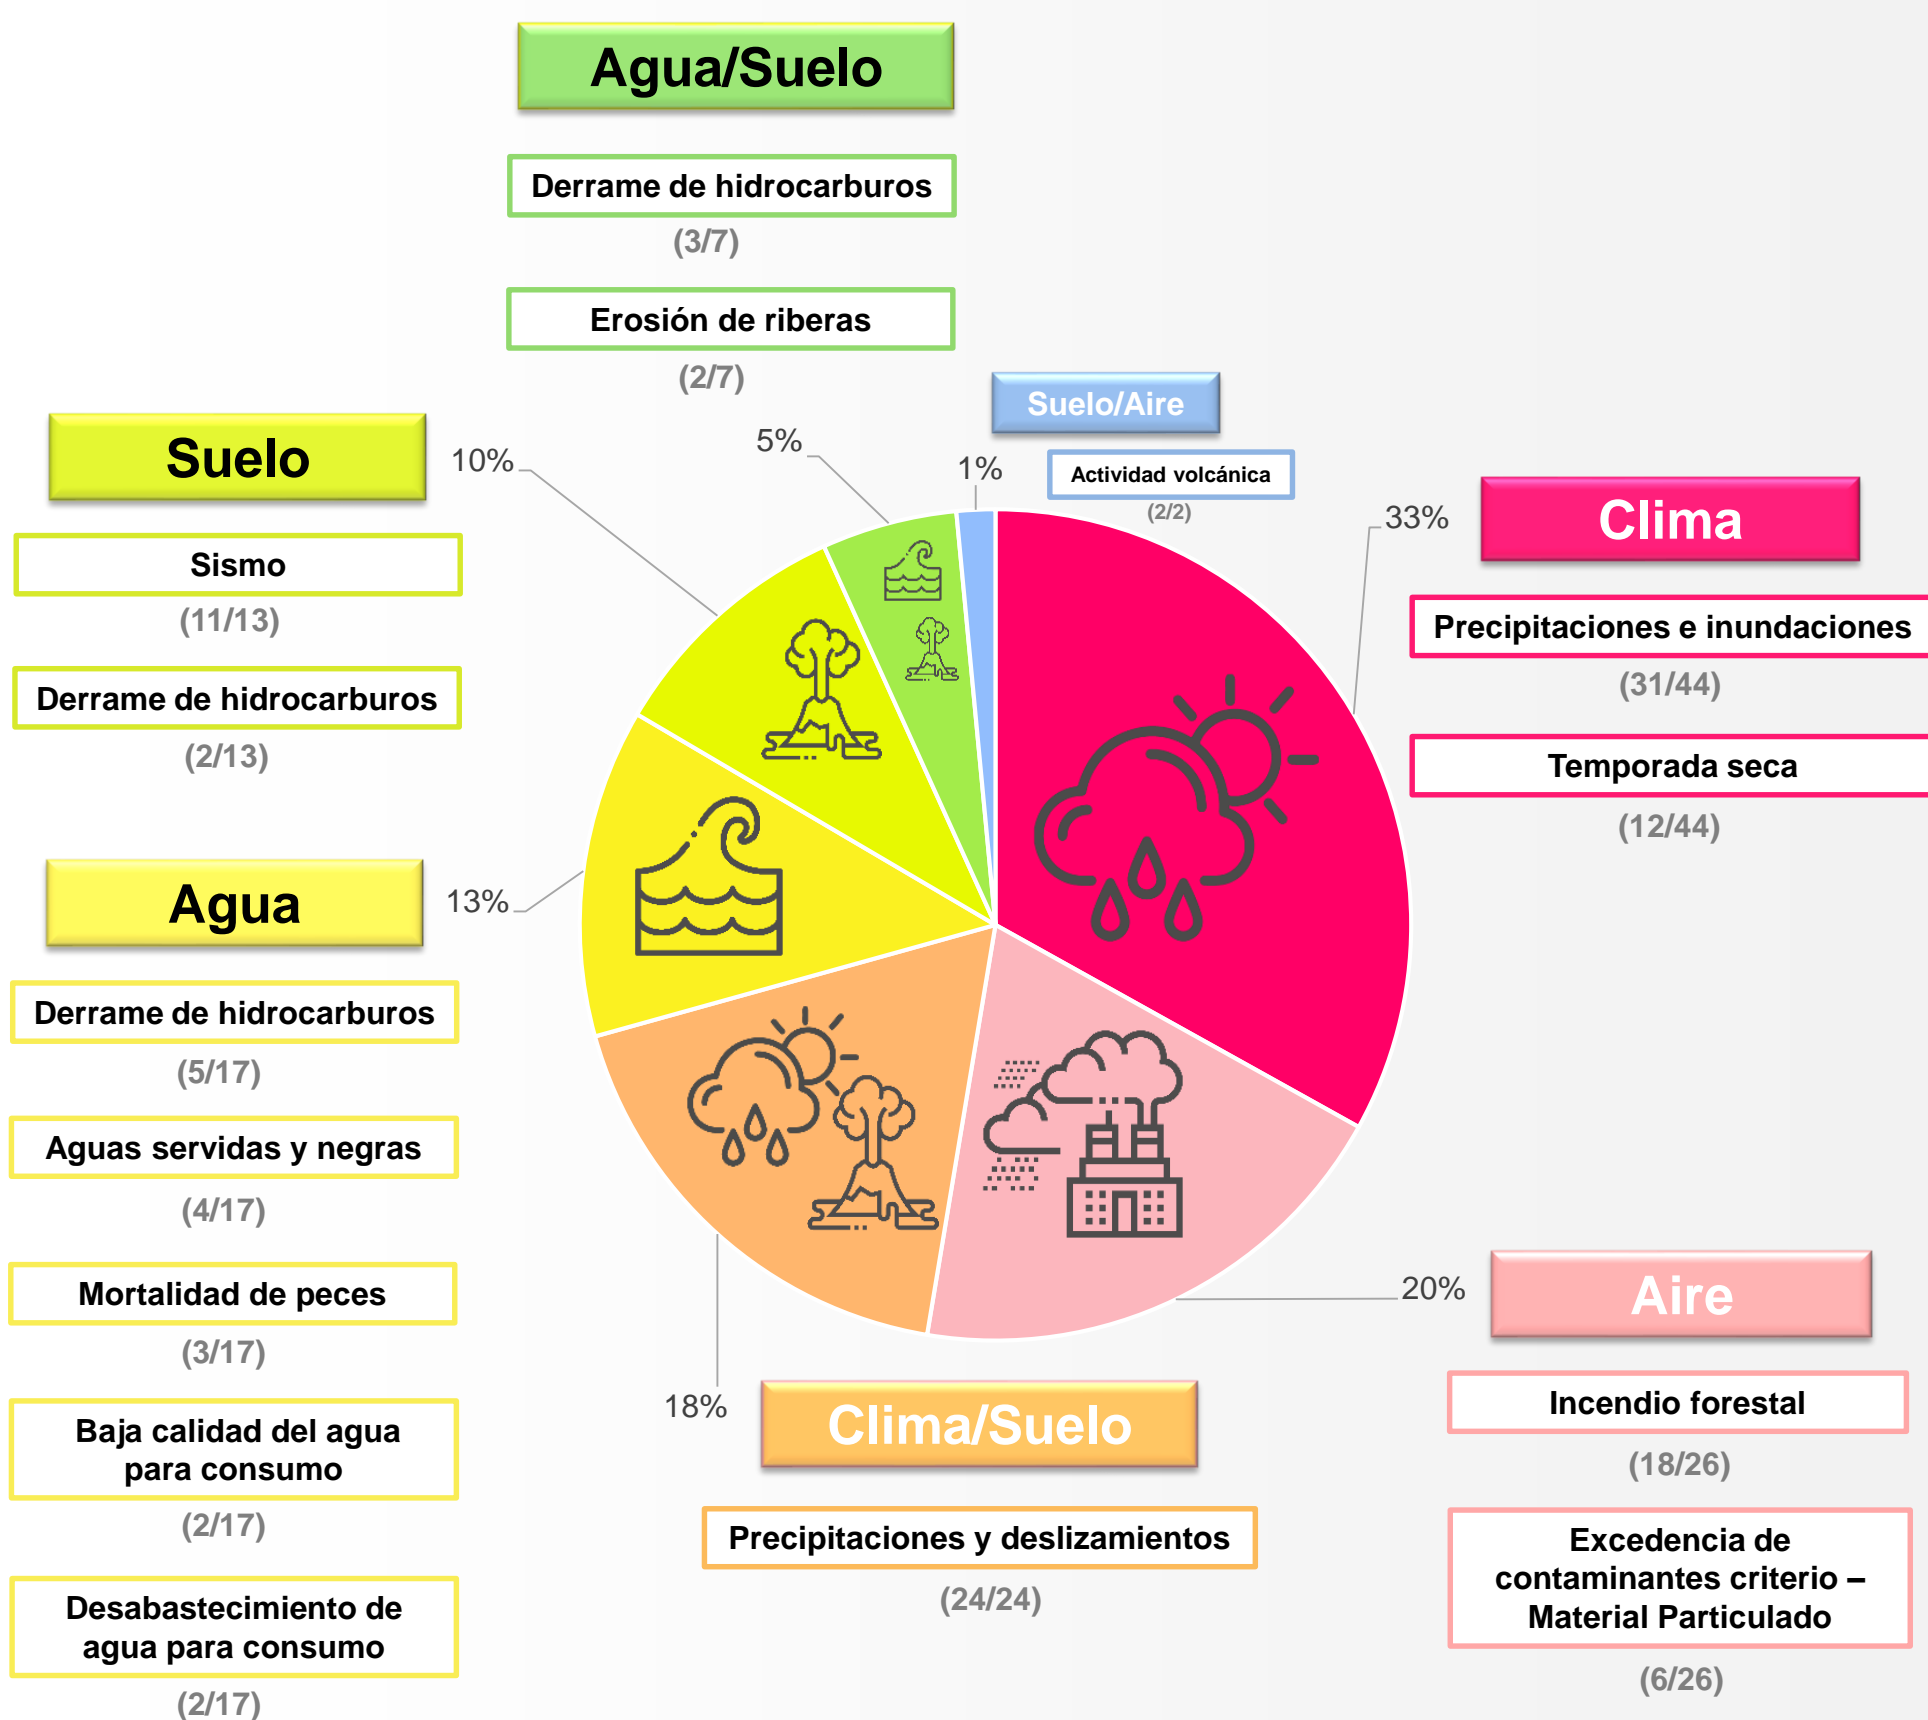 Agua/Suelo
Derrame de hidrocarburos
(3/7)
Erosión de riberas
(2/7)
Suelo/Aire
1%
Actividad volcánica
(2/2)
5%
Suelo
10%
Sismo
(11/13)
Derrame de hidrocarburos
(2/13)
33%
Clima
Precipitaciones e inundaciones
(31/44)
Temporada seca
(12/44)
Agua
13%
Derrame de hidrocarburos
(5/17)
Aguas servidas y negras
(4/17)
Mortalidad de peces
(3/17)
Baja calidad del agua
para consumo
(2/17)
Desabastecimiento de
agua para consumo
(2/17)
18%
Clima/Suelo
Precipitaciones y deslizamientos
(24/24)
20%
Aire
Incendio forestal
(18/26)
Excedencia de
contaminantes criterio –
Material Particulado
(6/26)